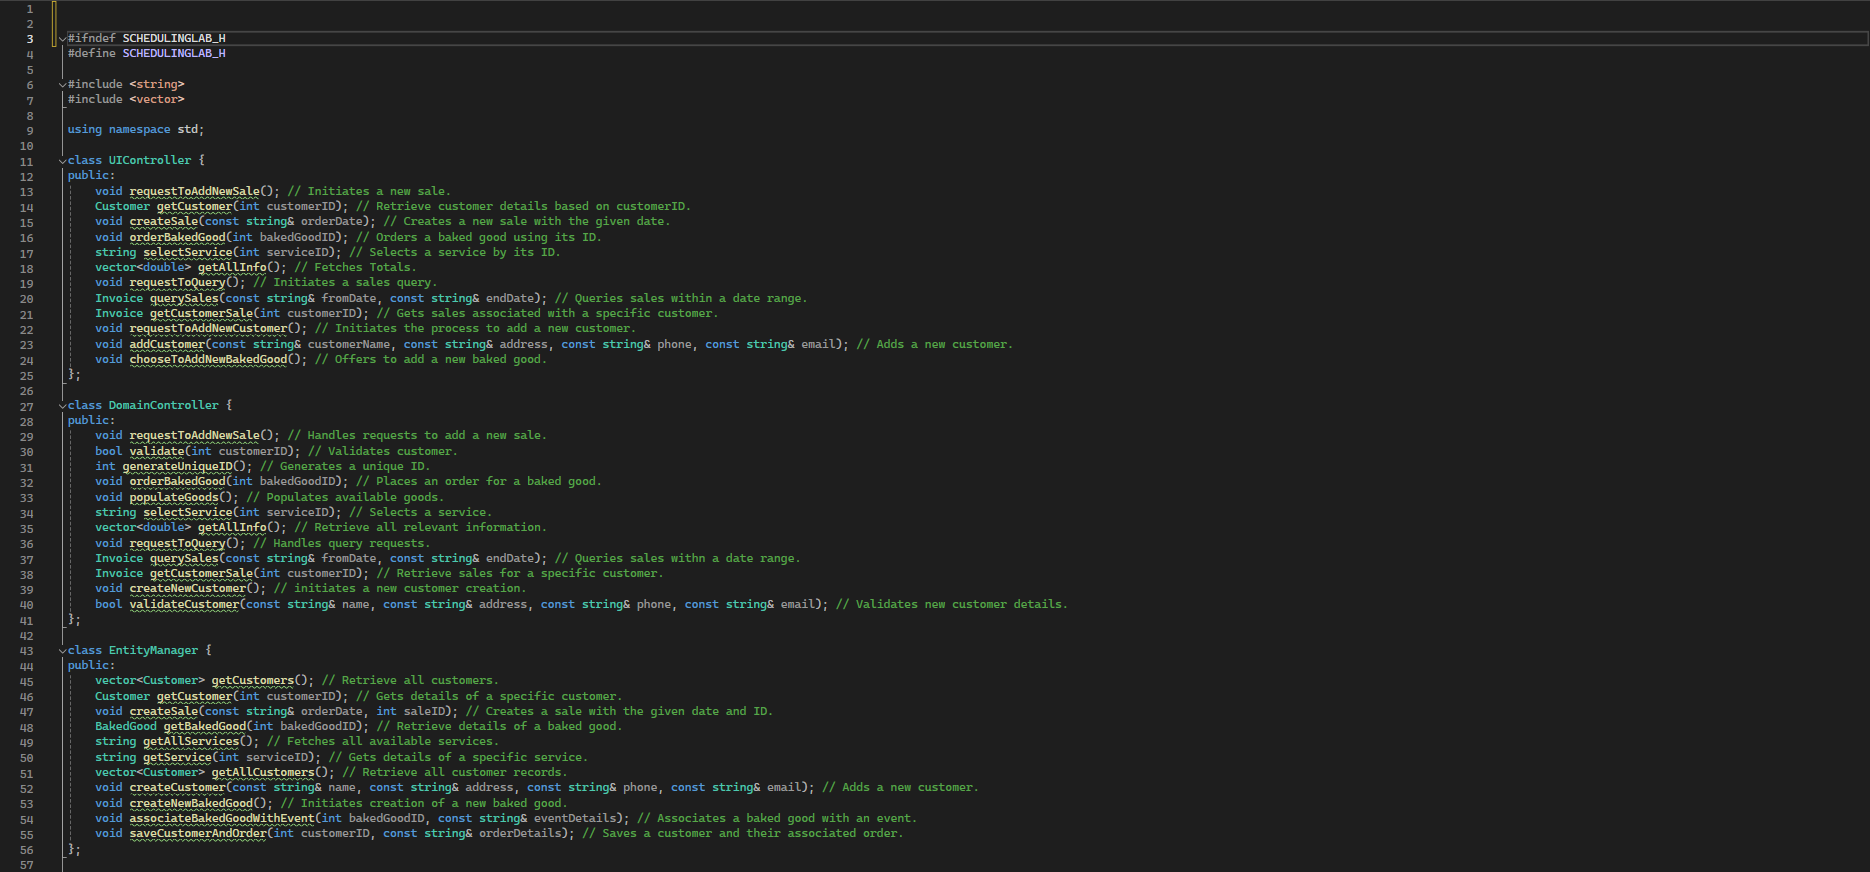 1
2
3 #ifndef SCHEDULINGLAB_H
4 #define SCHEDULINGLAB_H
5
6 #include <string>
7 #include <vector>
8
9 using namespace std;
10
11 class UIController {
12 public:
13 void requestToAddNewSale(); // Initiates a new sale.
14 Customer getCustomer(int customerID); // Retrieve customer details based on customerID.
15 void createSale(const string& orderDate); // Creates a new sale with the given date.
16 void orderBakedGood(int bakedGoodID); // Orders a baked good using its ID.
17 string selectService(int serviceID); // Selects a service by its ID.
18 vector<double> getAllInfo(); // Fetches Totals.
19 void requestToQuery(); // Initiates a sales query.
20 Invoice querySales(const string& fromDate, const string& endDate); // Queries sales within a date range.
21 Invoice getCustomerSale(int customerID); // Gets sales associated with a specific customer.
22 void requestToAddNewCustomer(); // Initiates the process to add a new customer.
23 void addCustomer(const string& customerName, const string& address, const string& phone, const string& email); // Adds a new customer.
24 void chooseToAddNewBakedGood(); // Offers to add a new baked good.
25 };
26
27 class DomainController {
28 public:
29 void requestToAddNewSale(); // Handles requests to add a new sale.
30 bool validate(int customerID); // Validates customer.
31 int generateUniqueID(); // Generates a unique ID.
32 void orderBakedGood(int bakedGoodID); // Places an order for a baked good.
33 void populateGoods(); // Populates available goods.
34 string selectService(int serviceID); // Selects a service.
35 vector<double> getAllInfo(); // Retrieve all relevant information.
36 void requestToQuery(); // Handles query requests.
37 Invoice querySales(const string& fromDate, const string& endDate); // Queries sales withn a date range.
38 Invoice getCustomerSale(int customerID); // Retrieve sales for a specific customer.
39 void createNewCustomer(); // initiates a new customer creation.
40 bool validateCustomer(const string& name, const string& address, const string& phone, const string& email); // Validates new customer details.
41 };
42
43 class EntityManager {
44 public:
45 vector<Customer> getCustomers(); // Retrieve all customers.
46 Customer getCustomer(int customerID); // Gets details of a specific customer.
47 void createSale(const string& orderDate, int saleID); // Creates a sale with the given date and ID.
48 BakedGood getBakedGood(int bakedGoodID); // Retrieve details of a baked good.
49 string getAllServices(); // Fetches all available services.
50 string getService(int serviceID); // Gets details of a specific service.
51 vector<Customer> getAllCustomers(); // Retrieve all customer records.
52 void createCustomer(const string& name, const string& address, const string& phone, const string& email); // Adds a new customer.
53 void createNewBakedGood(); // Initiates creation of a new baked good.
54 void associateBakedGoodWithEvent(int bakedGoodID, const string& eventDetails); // Associates a baked good with an event.
55 void saveCustomerAndOrder(int customerID, const string& orderDetails); // Saves a customer and their associated order.
56 };
57